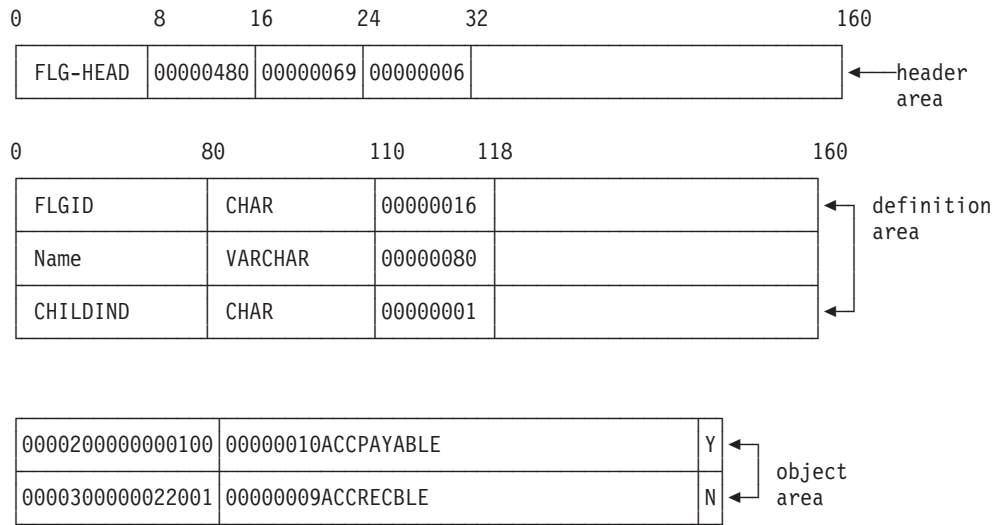 0 8 16 24 32 160
FLG-HEAD 00000480 00000069 00000006 header
area
0 80 110 118 160
FLGID CHAR 00000016 definition
area
Name VARCHAR 00000080
CHILDIND CHAR 00000001
0000200000000100 00000010ACCPAYABLE Y
object
area
0000300000022001 00000009ACCRECBLE N